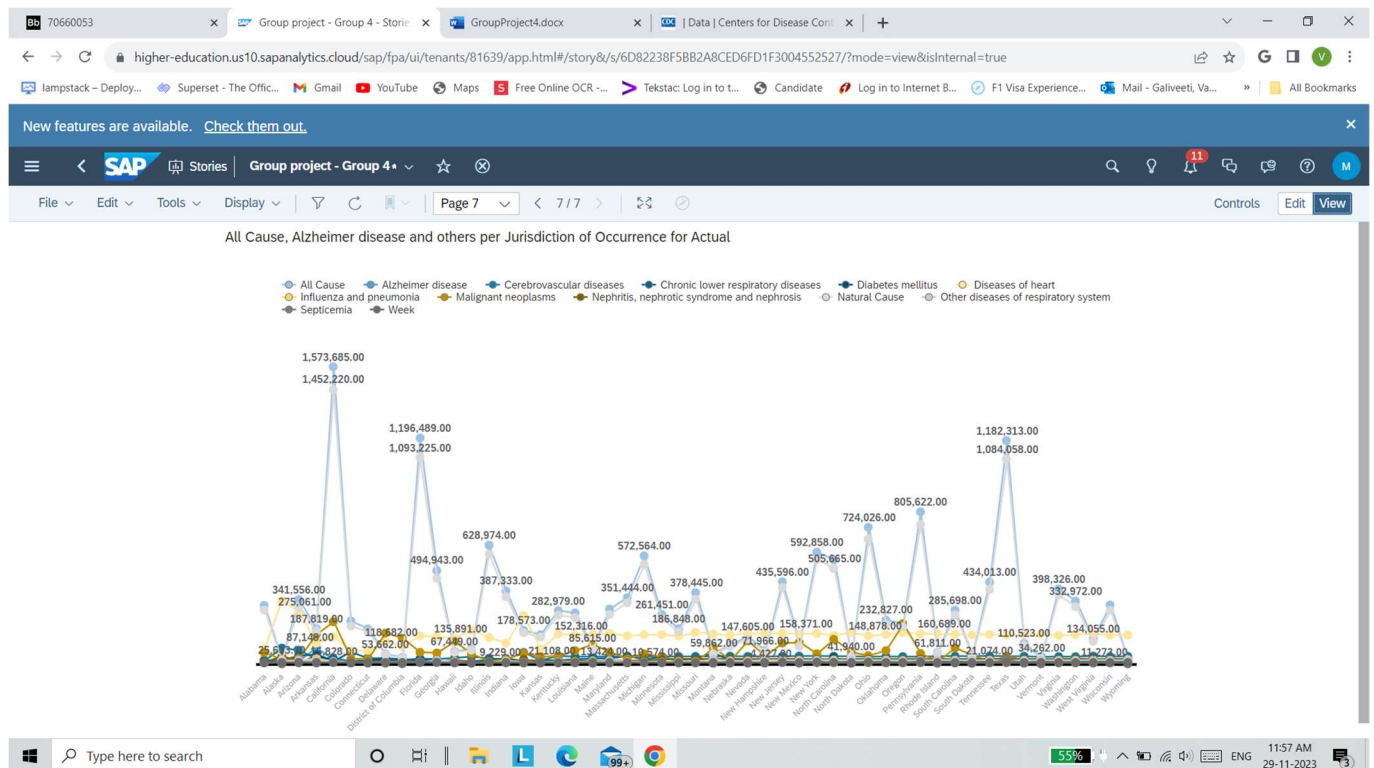 70660053
Group project - Group 4 - Storie
GroupProject4.docx
| Data | Centers for Disease Cont
higher-education.us10.sapanalytics.cloud/sap/fpa/ui/tenants/81639/app.html#/story&/s/6D82238F5BB2A8CED6FD1F3004552527/?mode=view&isInternal=true
lampstack – Deploy... Superset - The Offic... Gmail YouTube Maps Free Online OCR -... Tekstac: Log in to t... Candidate Log in to Internet B... F1 Visa Experience... Mail - Galiveeti, Va... » All Bookmarks
New features are available. Check them out.
SAP Stories Group project - Group 4* 11 M
File Edit Tools Display Page 7 7 / 7 Controls Edit View
All Cause, Alzheimer disease and others per Jurisdiction of Occurrence for Actual
All Cause Alzheimer disease Cerebrovascular diseases Chronic lower respiratory diseases Diabetes mellitus Diseases of heart
Influenza and pneumonia Malignant neoplasms Nephritis, nephrotic syndrome and nephrosis Natural Cause Other diseases of respiratory system
Septicemia Week
1,573,685.00
1,452,220.00
1,196,489.00 1,182,313.00
1,093,225.00 1,084,058.00
805,622.00
724,026.00
628,974.00 592,858.00
572,564.00
494,943.00 505,665.00
387,333.00 435,596.00 434,013.00
341,556.00 351,444.00 378,445.00 398,326.00
275,061.00 282,979.00 261,451.00 285,698.00 332,972.00
187,819.00 178,573.00 186,848.00 232,827.00
118,682.00 135,891.00 152,316.00 147,605.00 158,371.00 148,878.00 160,689.00 110,523.00 134,055.00
87,148.00 67,449.00 85,615.00 59,862.00 71,966.00 61,811.00
53,662.00 41,940.00 34,262.00
9,229.00 21,108.00 13,424.00 10,574.00 4,427.00 21,074.00 11,273.00
Alabama Alaska Arizona Arkansas California Colorado Connecticut Delaware District of Columbia Florida Georgia Hawaii Idaho Illinois Indiana Iowa Kansas Kentucky Louisiana Maine Maryland Massachusetts Michigan Minnesota Mississippi Missouri Montana Nebraska Nevada New Hampshire New Jersey New Mexico New York North Carolina North Dakota Ohio Oklahoma Oregon Pennsylvania Rhode Island South Carolina South Dakota Tennessee Texas Utah Vermont Virginia Washington West Virginia Wisconsin Wyoming
Type here to search 99+ 55% ENG 11:57 AM
29-11-2023 3